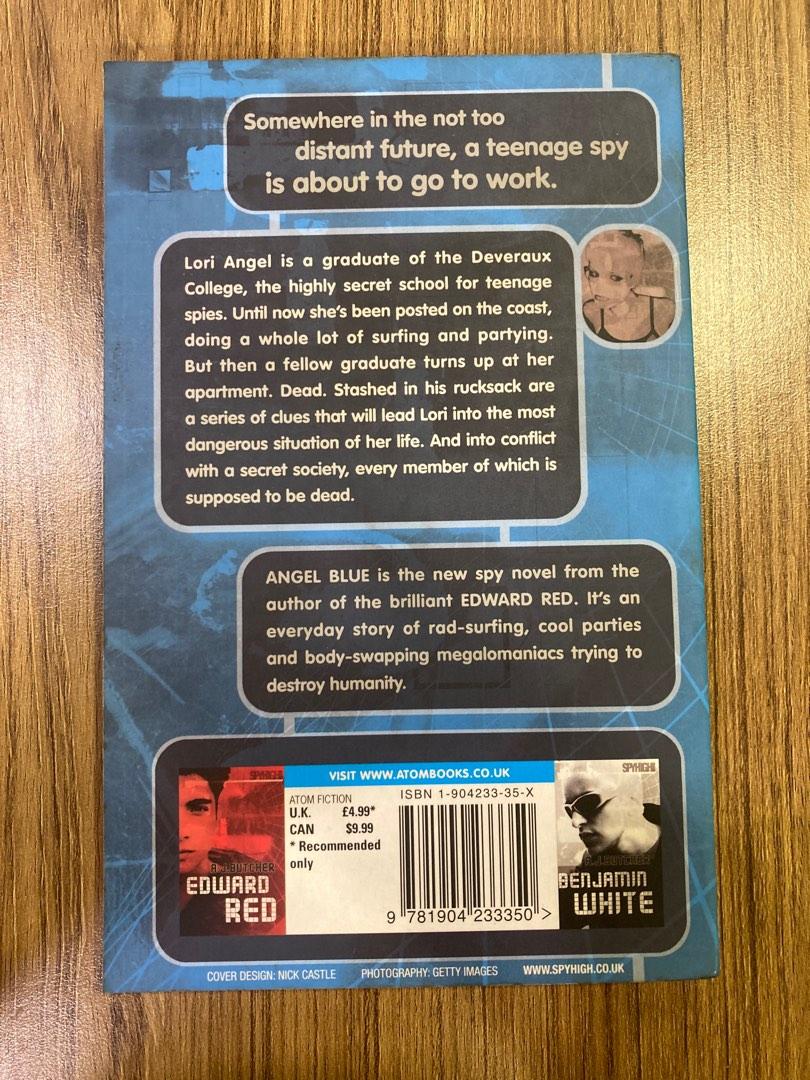 Somewhere in the not too
distant future, a teenage spy
is about to go to work.
Lori Angel is a graduate of the Deveraux
College, the highly secret school for teenage
spies. Until now she's been posted on the coast,
doing a whole lot of surfing and partying.
But then a fellow graduate turns up at her
apartment. Dead. Stashed in his rucksack are
a series of clues that will lead Lori into the most
dangerous situation of her life. And into conflict
with a secret society, every member of which is
supposed to be dead.
ANGEL BLUE is the new spy novel from the
author of the brilliant EDWARD RED. It's an
everyday story of rad-surfing, cool parties
and body-swapping megalomaniacs trying to
destroy humanity.
SPYHIGHII
A.J.BUTCHER
EDWARD
RED
VISIT WWW.ATOMBOOKS.CO.UK
ATOM FICTION
U.K. £4.99*
CAN $9.99
* Recommended
only
ISBN 1-904233-35-X
9 781904 233350 >
SPYHIGHII
A.J.BUTCHER
BENJAMIN
WHITE
COVER DESIGN: NICK CASTLE PHOTOGRAPHY: GETTY IMAGES WWW.SPYHIGH.CO.UK